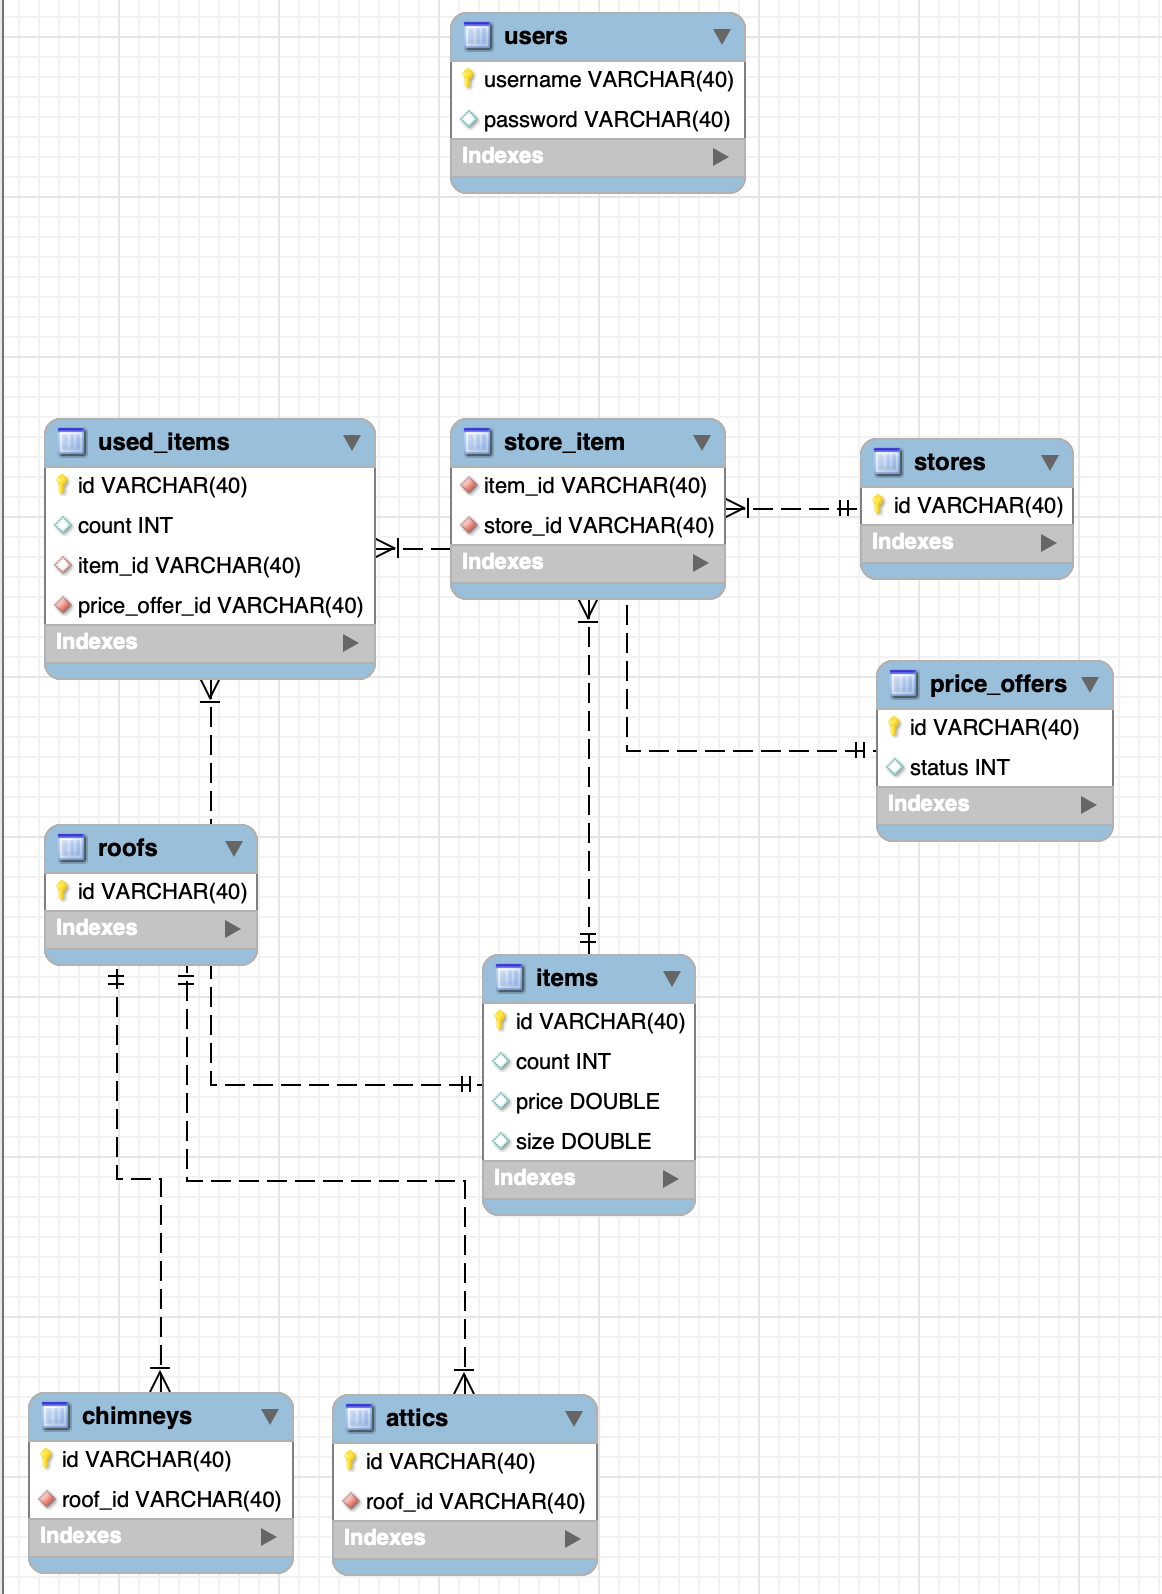 users
username VARCHAR(40)
password VARCHAR(40)
Indexes
used_items
id VARCHAR(40)
count INT
item_id VARCHAR(40)
price_offer_id VARCHAR(40)
Indexes
store_item
item_id VARCHAR(40)
store_id VARCHAR(40)
Indexes
stores
id VARCHAR(40)
Indexes
price_offers
id VARCHAR(40)
status INT
Indexes
roofs
id VARCHAR(40)
Indexes
items
id VARCHAR(40)
count INT
price DOUBLE
size DOUBLE
Indexes
chimneys
id VARCHAR(40)
roof_id VARCHAR(40)
Indexes
attics
id VARCHAR(40)
roof_id VARCHAR(40)
Indexes